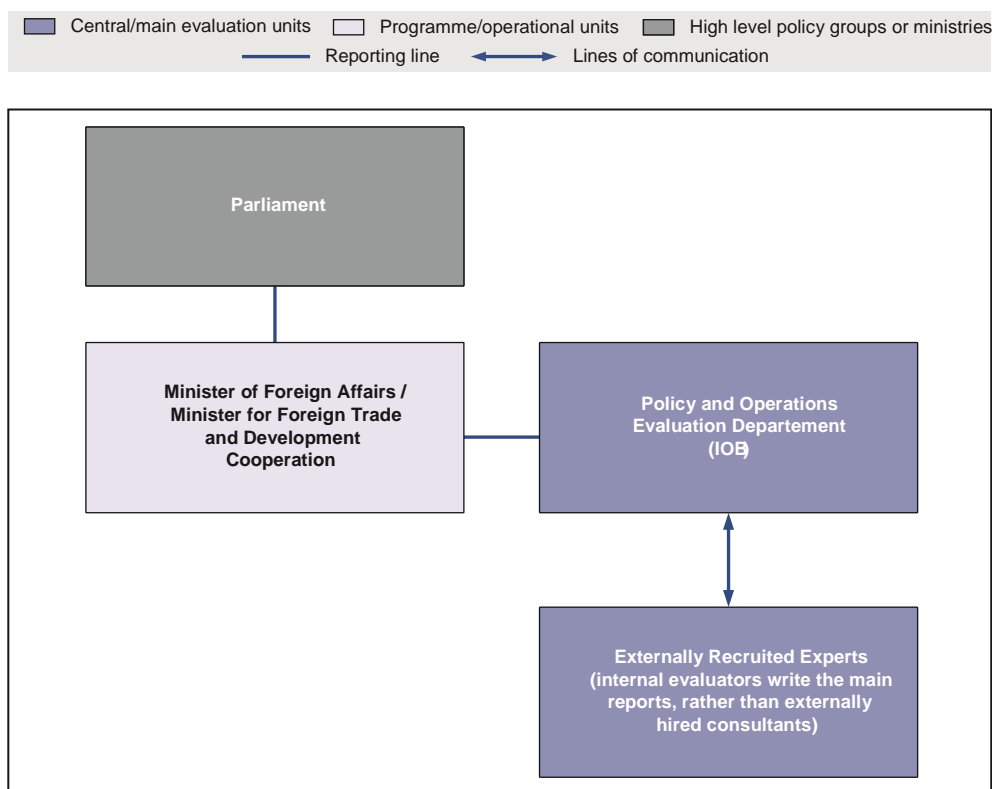 Central/main evaluation units Programme/operational units High level policy groups or ministries
Reporting line Lines of communication
Parliament
Minister of Foreign Affairs /
Minister for Foreign Trade
and Development
Cooperation
Policy and Operations
Evaluation Departement
(IOB)
Externally Recruited Experts
(internal evaluators write the main
reports, rather than externally
hired consultants)